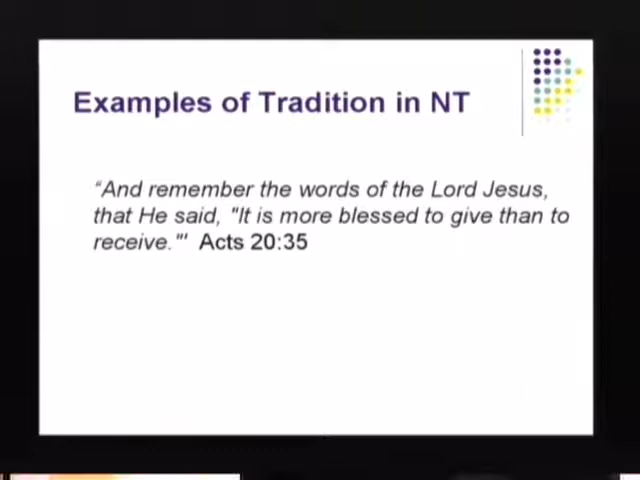 Examples of Tradition in NT
“And remember the words of the Lord Jesus,
that He said, "It is more blessed to give than to
receive."' Acts 20:35